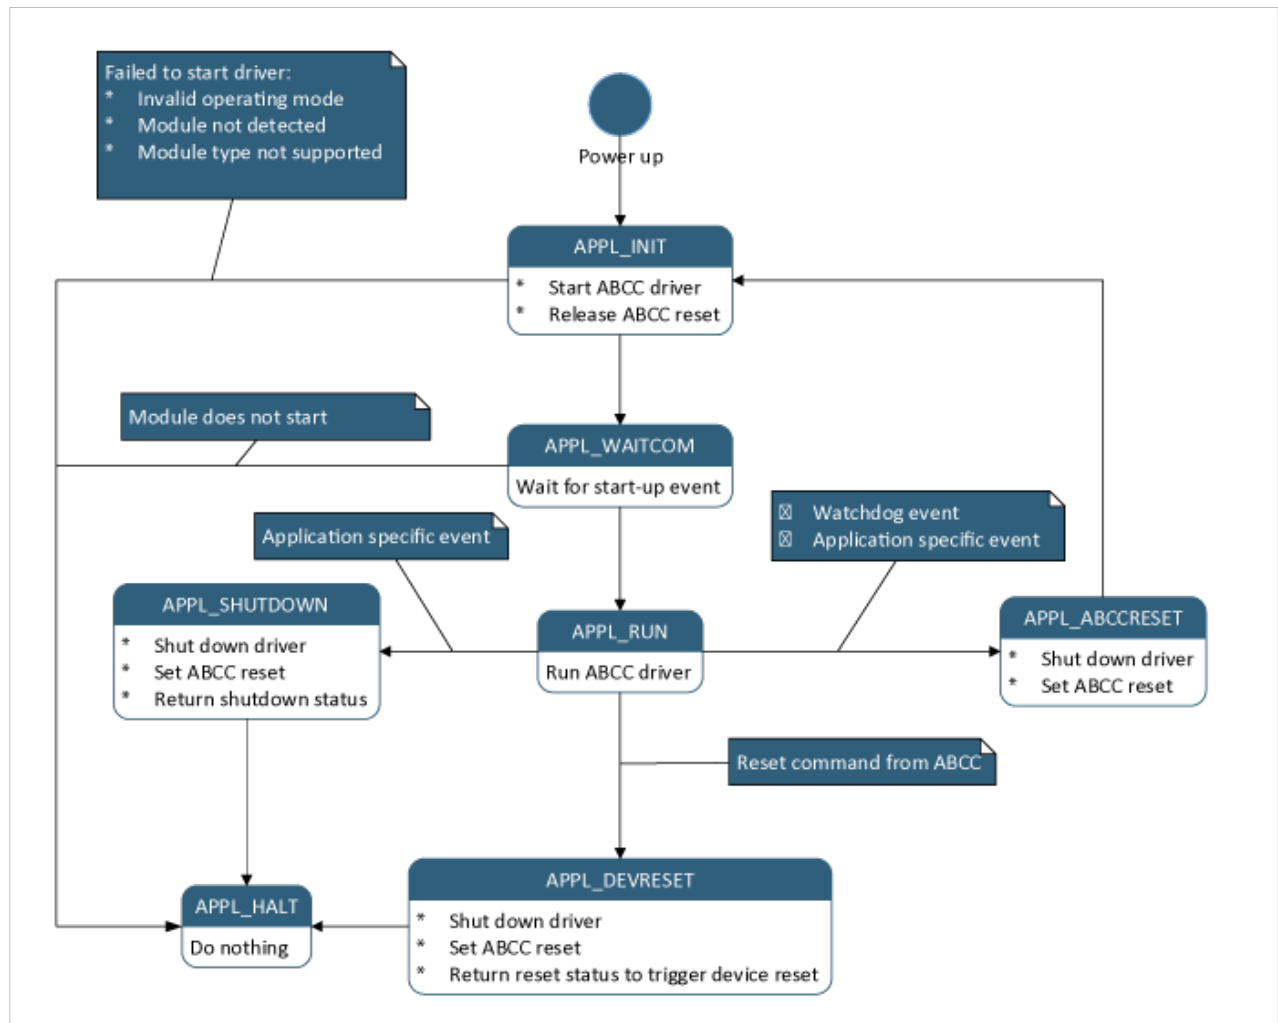 Failed to start driver:
* Invalid operating mode
* Module not detected
* Module type not supported
Power up
APPL_INIT
* Start ABCC driver
* Release ABCC reset
Module does not start
APPL_WAITCOM
Wait for start-up event
Watchdog event
Application specific event
Application specific event
APPL_SHUTDOWN
* Shut down driver
* Set ABCC reset
* Return shutdown status
APPL_RUN
Run ABCC driver
APPL_ABCCRESET
* Shut down driver
* Set ABCC reset
Reset command from ABCC
APPL_HALT
Do nothing
APPL_DEVRESET
* Shut down driver
* Set ABCC reset
* Return reset status to trigger device reset